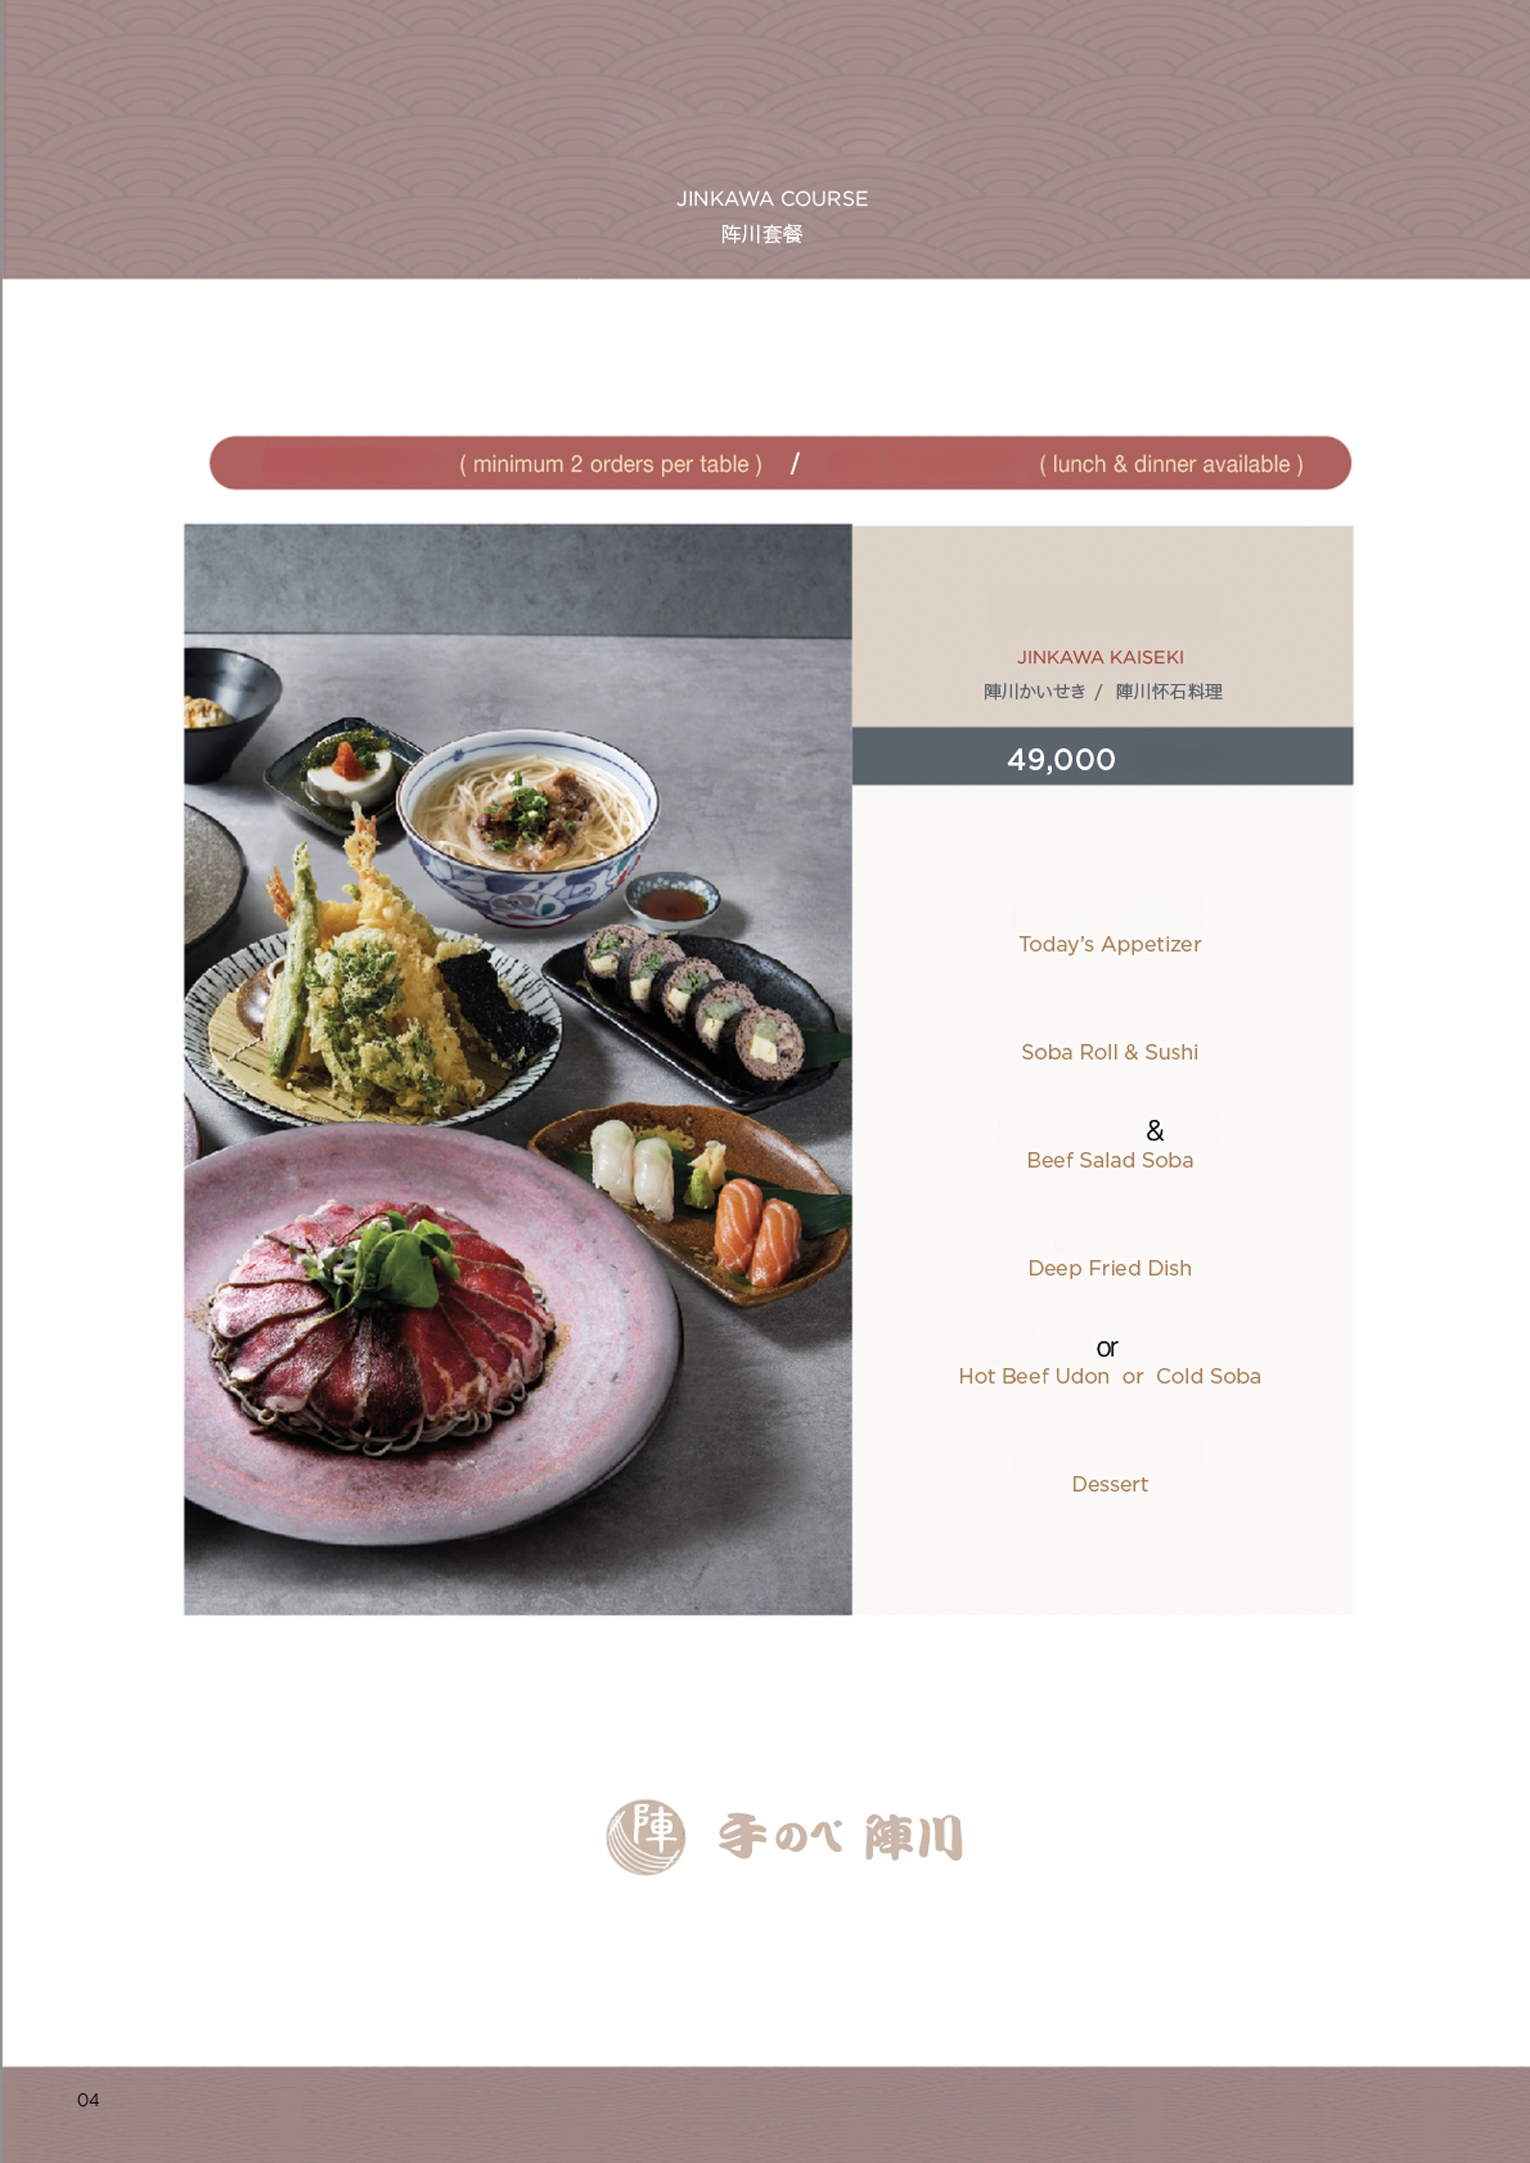 JINKAWA COURSE
阵川套餐
( minimum 2 orders per table ) / ( lunch & dinner available )
JINKAWA KAISEKI
陣川かいせき / 陣川怀石料理
49,000
Today's Appetizer
Soba Roll & Sushi
&
Beef Salad Soba
Deep Fried Dish
or
Hot Beef Udon or Cold Soba
Dessert
陣 手のべ 陣川
04